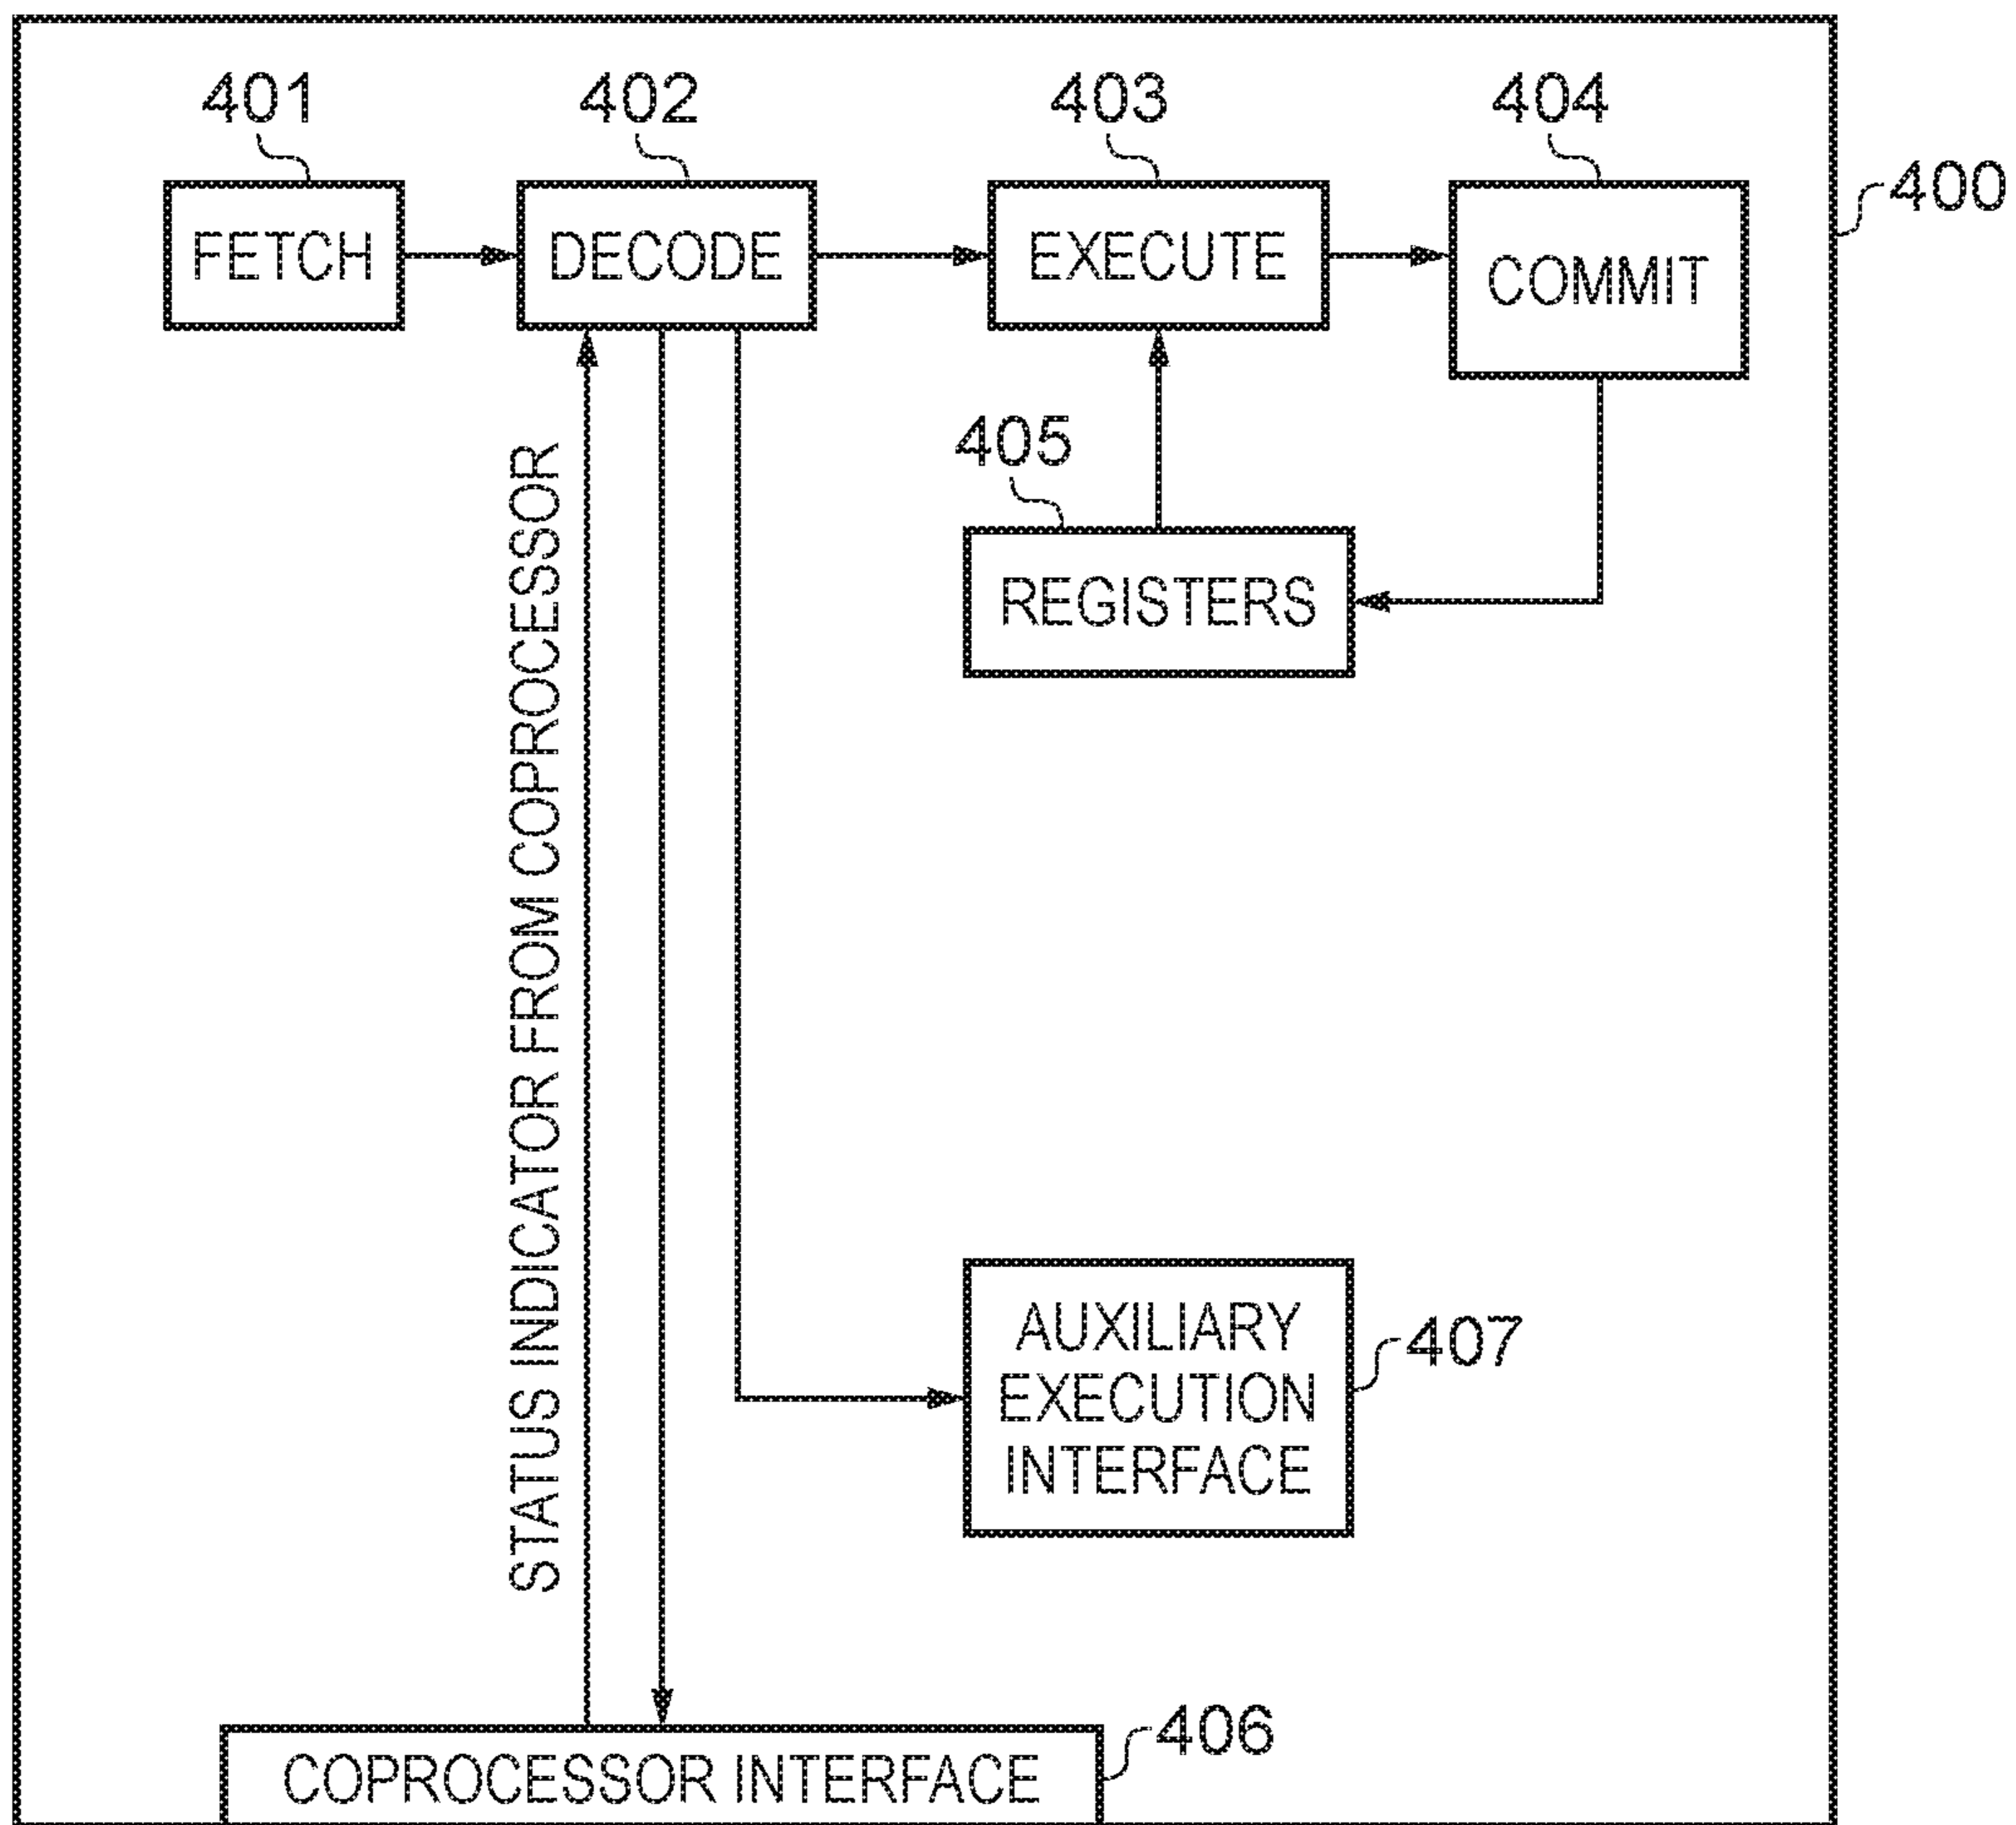 401
402
403
404
400
FETCH
DECODE
EXECUTE
COMMIT
405
REGISTERS
STATUS INDICATOR FROM COPROCESSOR
AUXILIARY
EXECUTION
INTERFACE
407
406
COPROCESSOR INTERFACE